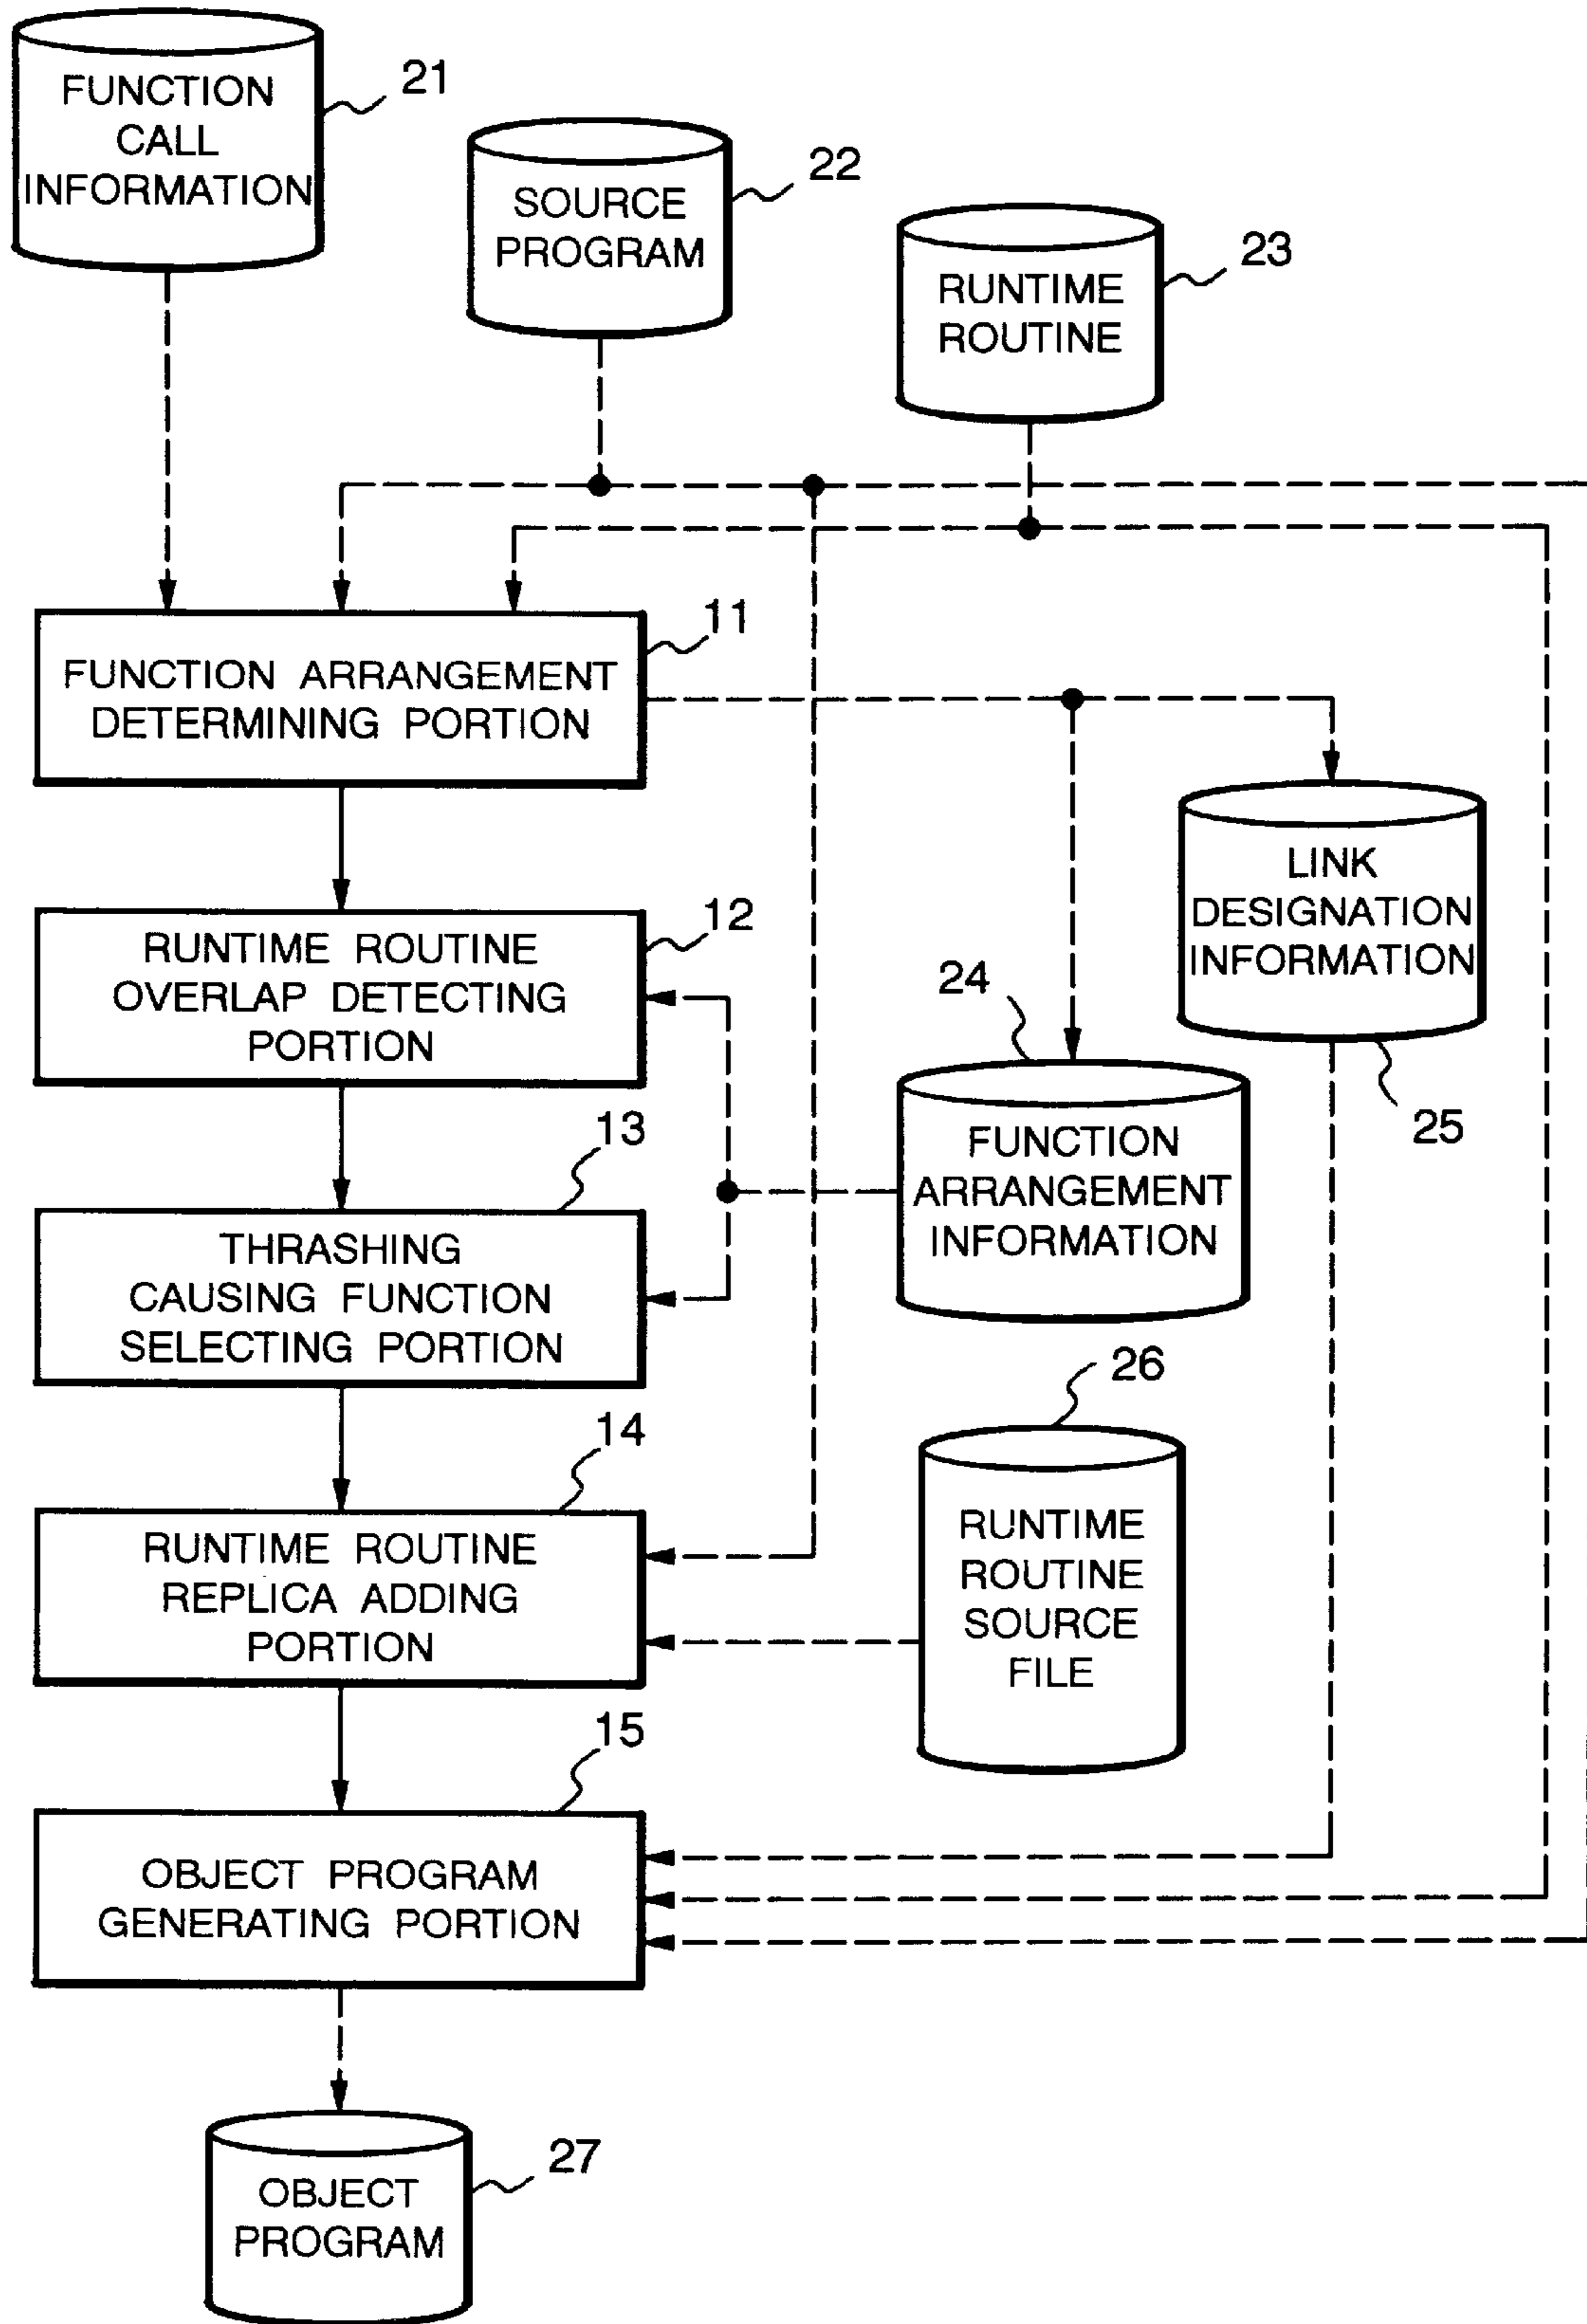 FUNCTION
CALL
INFORMATION
21
SOURCE
PROGRAM
22
RUNTIME
ROUTINE
23
FUNCTION ARRANGEMENT
DETERMINING PORTION
11
LINK
DESIGNATION
INFORMATION
25
RUNTIME ROUTINE
OVERLAP DETECTING
PORTION
12
24
FUNCTION
ARRANGEMENT
INFORMATION
THRASHING
CAUSING FUNCTION
SELECTING PORTION
13
26
RUNTIME
ROUTINE
SOURCE
FILE
RUNTIME ROUTINE
REPLICA ADDING
PORTION
14
OBJECT PROGRAM
GENERATING PORTION
15
OBJECT
PROGRAM
27